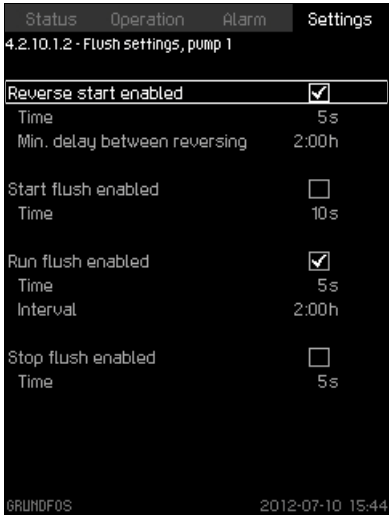 Status Operation Alarm Settings
4.2.10.1.2 - Flush settings, pump 1
Reverse start enabled
Time 5s
Min. delay between reversing 2:00h
Start flush enabled
Time 10s
Run flush enabled
Time 5s
Interval 2:00h
Stop flush enabled
Time 5s
GRUNDFOS 2012-07-10 15:44